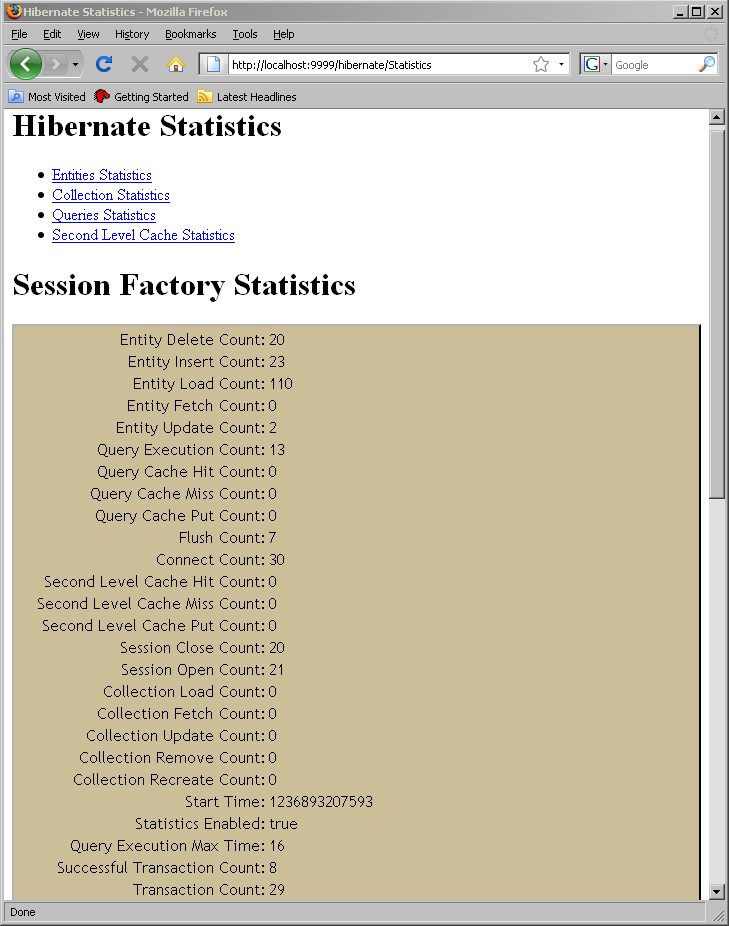 Hibernate Statistics - Mozilla Firefox
File Edit View History Bookmarks Tools Help
http://localhost:9999/hibernate/Statistics G Google
Most Visited Getting Started Latest Headlines
Hibernate Statistics
Entities Statistics
Collection Statistics
Queries Statistics
Second Level Cache Statistics
Session Factory Statistics
Entity Delete Count: 20
Entity Insert Count: 23
Entity Load Count: 110
Entity Fetch Count: 0
Entity Update Count: 2
Query Execution Count: 13
Query Cache Hit Count: 0
Query Cache Miss Count: 0
Query Cache Put Count: 0
Flush Count: 7
Connect Count: 30
Second Level Cache Hit Count: 0
Second Level Cache Miss Count: 0
Second Level Cache Put Count: 0
Session Close Count: 20
Session Open Count: 21
Collection Load Count: 0
Collection Fetch Count: 0
Collection Update Count: 0
Collection Remove Count: 0
Collection Recreate Count: 0
Start Time: 1236893207593
Statistics Enabled: true
Query Execution Max Time: 16
Successful Transaction Count: 8
Transaction Count: 29
Done